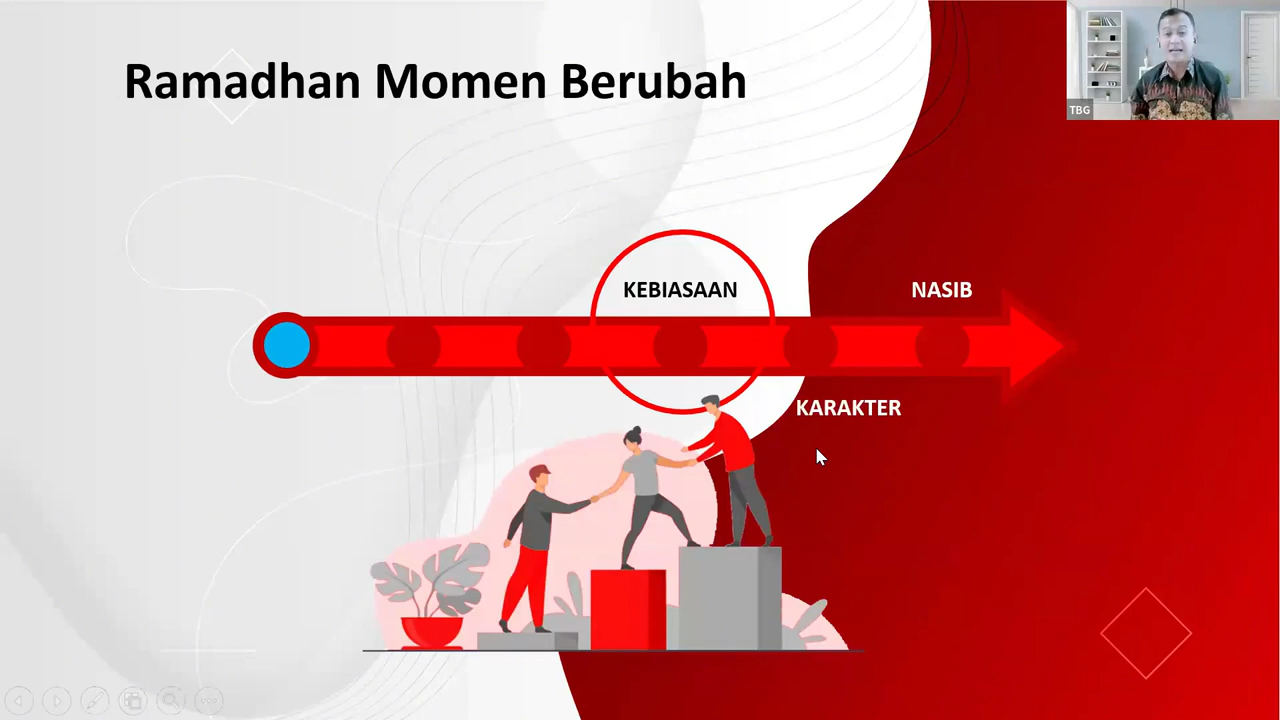 Ramadhan Momen Berubah
TBG
KEBIASAAN
NASIB
KARAKTER